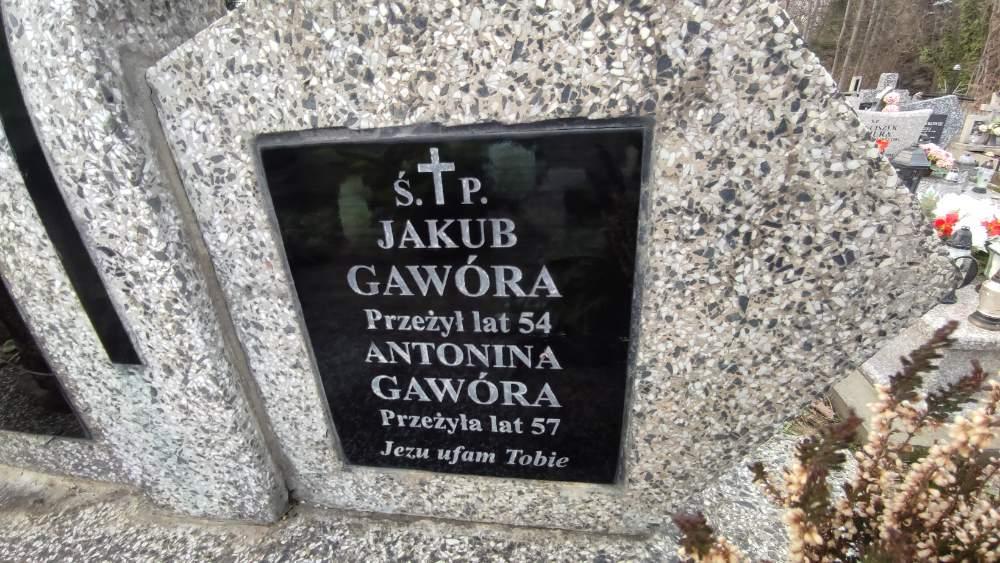 Ś. P.
JAKUB
GAWÓRA
Przeżył lat 54
ANTONINA
GAWÓRA
Przeżyła lat 57
Jezu ufam Tobie